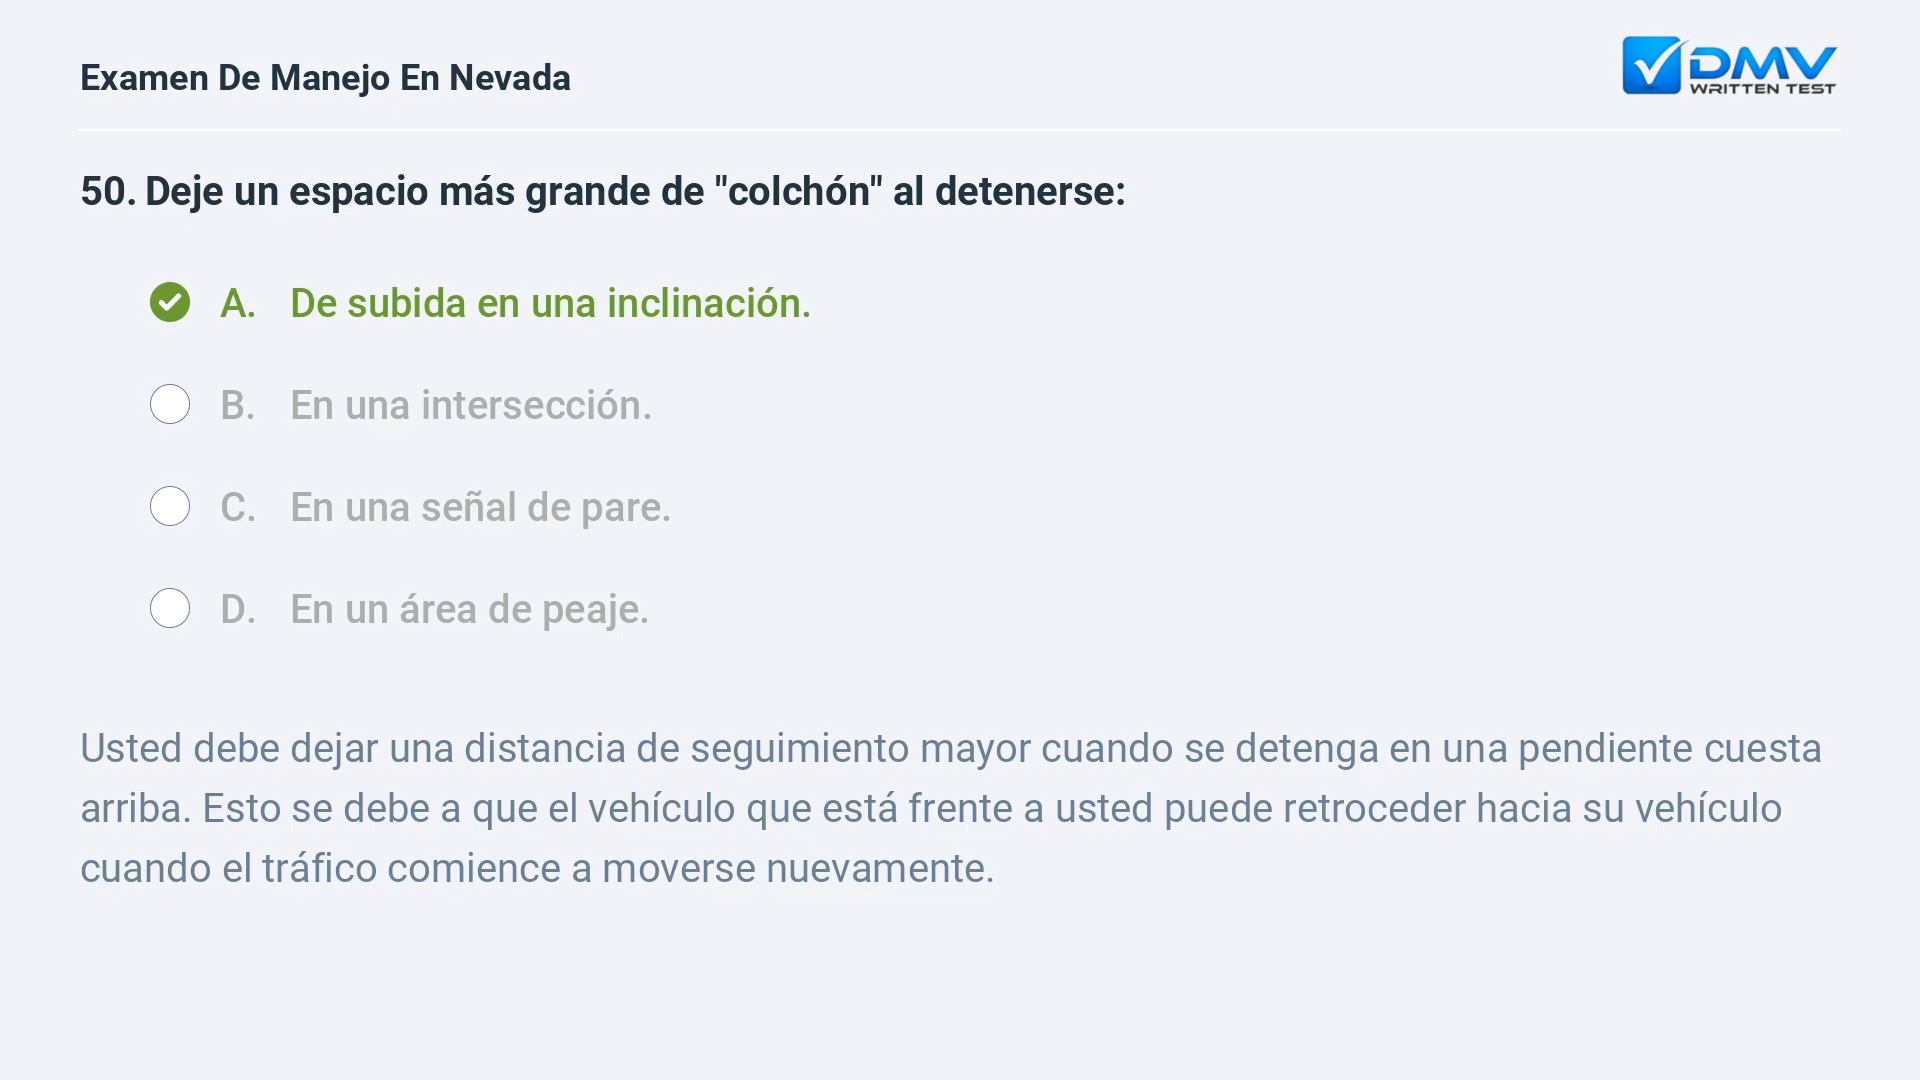 Examen De Manejo En Nevada
DMV
WRITTEN TEST
50. Deje un espacio más grande de "colchón" al detenerse:
A. De subida en una inclinación.
B. En una intersección.
C. En una señal de pare.
D. En un área de peaje.
Usted debe dejar una distancia de seguimiento mayor cuando se detenga en una pendiente cuesta
arriba. Esto se debe a que el vehículo que está frente a usted puede retroceder hacia su vehículo
cuando el tráfico comience a moverse nuevamente.